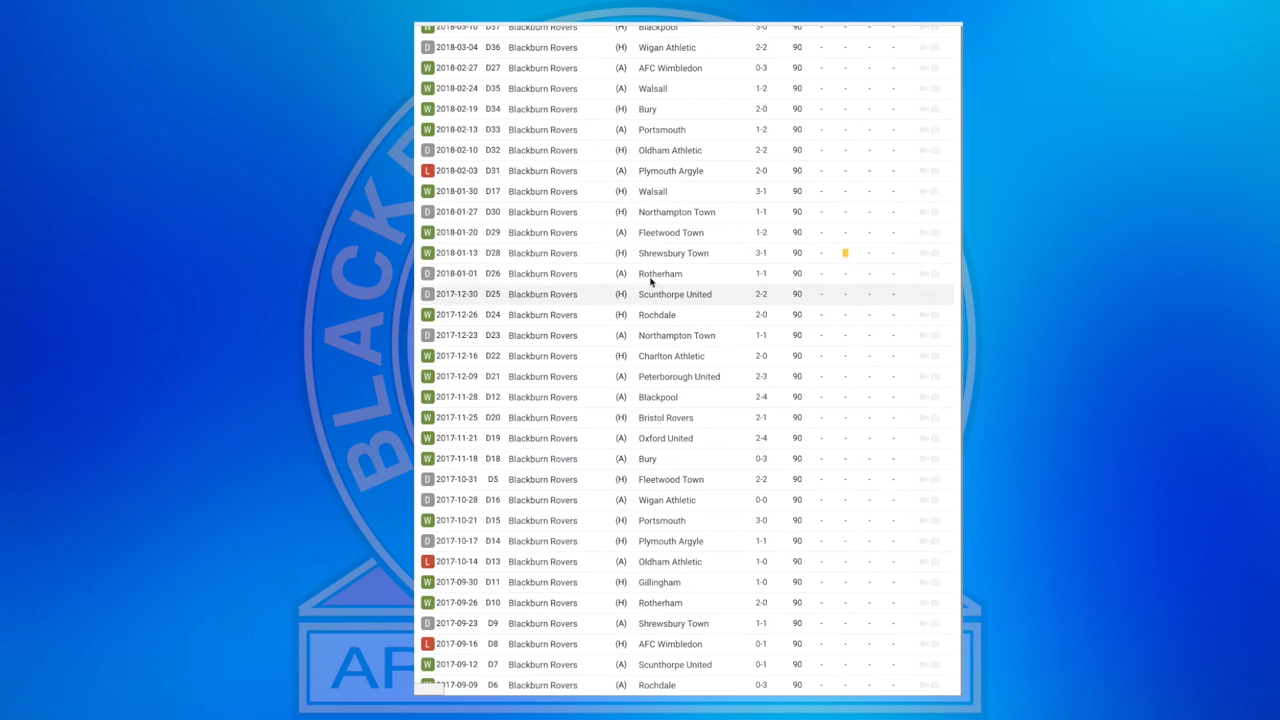 W 2018-03-10 D37 Blackburn Rovers (H) Blackpool 3-0 90 - - - -
D 2018-03-04 D36 Blackburn Rovers (H) Wigan Athletic 2-2 90 - - - -
W 2018-02-27 D27 Blackburn Rovers (A) AFC Wimbledon 0-3 90 - - - -
W 2018-02-24 D35 Blackburn Rovers (A) Walsall 1-2 90 - - - -
W 2018-02-19 D34 Blackburn Rovers (H) Bury 2-0 90 - - - -
W 2018-02-13 D33 Blackburn Rovers (A) Portsmouth 1-2 90 - - - -
D 2018-02-10 D32 Blackburn Rovers (H) Oldham Athletic 2-2 90 - - - -
L 2018-02-03 D31 Blackburn Rovers (A) Plymouth Argyle 2-0 90 - - - -
W 2018-01-30 D17 Blackburn Rovers (H) Walsall 3-1 90 - - - -
D 2018-01-27 D30 Blackburn Rovers (H) Northampton Town 1-1 90 - - - -
W 2018-01-20 D29 Blackburn Rovers (A) Fleetwood Town 1-2 90 - - - -
W 2018-01-13 D28 Blackburn Rovers (H) Shrewsbury Town 3-1 90 - - -
D 2018-01-01 D26 Blackburn Rovers (A) Rotherham 1-1 90 - - - -
D 2017-12-30 D25 Blackburn Rovers (H) Scunthorpe United 2-2 90 - - - -
W 2017-12-26 D24 Blackburn Rovers (H) Rochdale 2-0 90 - - - -
D 2017-12-23 D23 Blackburn Rovers (A) Northampton Town 1-1 90 - - - -
W 2017-12-16 D22 Blackburn Rovers (H) Charlton Athletic 2-0 90 - - - -
W 2017-12-09 D21 Blackburn Rovers (A) Peterborough United 2-3 90 - - - -
W 2017-11-28 D12 Blackburn Rovers (A) Blackpool 2-4 90 - - - -
W 2017-11-25 D20 Blackburn Rovers (H) Bristol Rovers 2-1 90 - - - -
W 2017-11-21 D19 Blackburn Rovers (A) Oxford United 2-4 90 - - - -
W 2017-11-18 D18 Blackburn Rovers (A) Bury 0-3 90 - - - -
D 2017-10-31 D5 Blackburn Rovers (H) Fleetwood Town 2-2 90 - - - -
D 2017-10-28 D16 Blackburn Rovers (A) Wigan Athletic 0-0 90 - - - -
W 2017-10-21 D15 Blackburn Rovers (H) Portsmouth 3-0 90 - - - -
D 2017-10-17 D14 Blackburn Rovers (H) Plymouth Argyle 1-1 90 - - - -
L 2017-10-14 D13 Blackburn Rovers (A) Oldham Athletic 1-0 90 - - - -
W 2017-09-30 D11 Blackburn Rovers (H) Gillingham 1-0 90 - - - -
W 2017-09-26 D10 Blackburn Rovers (H) Rotherham 2-0 90 - - - -
D 2017-09-23 D9 Blackburn Rovers (A) Shrewsbury Town 1-1 90 - - - -
L 2017-09-16 D8 Blackburn Rovers (H) AFC Wimbledon 0-1 90 - - - -
W 2017-09-12 D7 Blackburn Rovers (A) Scunthorpe United 0-1 90 - - - -
W 2017-09-09 D6 Blackburn Rovers (A) Rochdale 0-3 90 - - - -
BLACK
AR